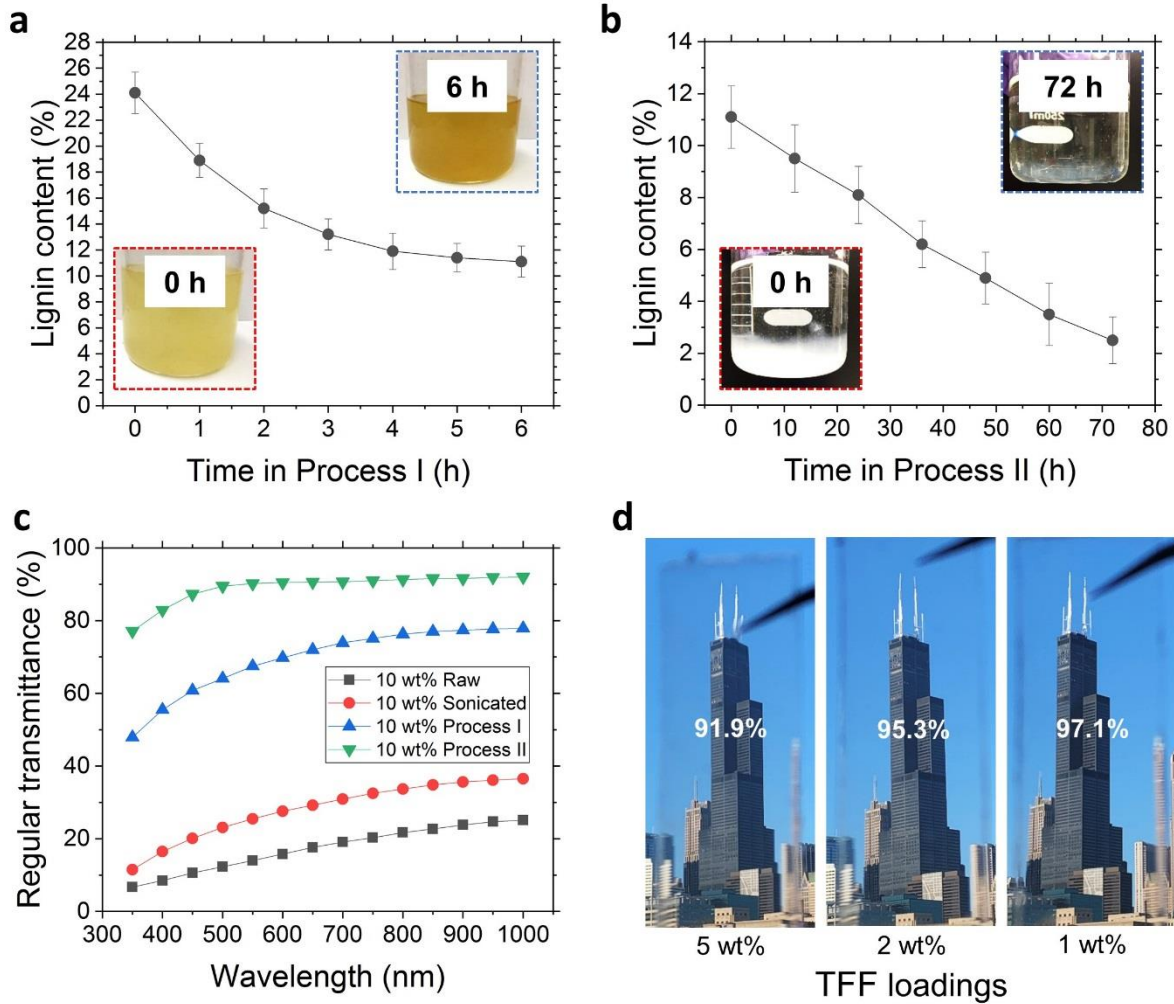 a
28
26
24
22
20
18
16
14
12
10
8
6
4
2
0
Lignin content (%)
6 h
0 h
0 1 2 3 4 5 6
Time in Process I (h)
b
14
12
10
8
6
4
2
0
Lignin content (%)
72 h
250ml
0 h
0 10 20 30 40 50 60 70 80
Time in Process II (h)
c
100
80
60
40
20
0
Regular transmittance (%)
10 wt% Raw
10 wt% Sonicated
10 wt% Process I
10 wt% Process II
300 400 500 600 700 800 900 1000
Wavelength (nm)
d
91.9% 95.3% 97.1%
5 wt% 2 wt% 1 wt%
TFF loadings